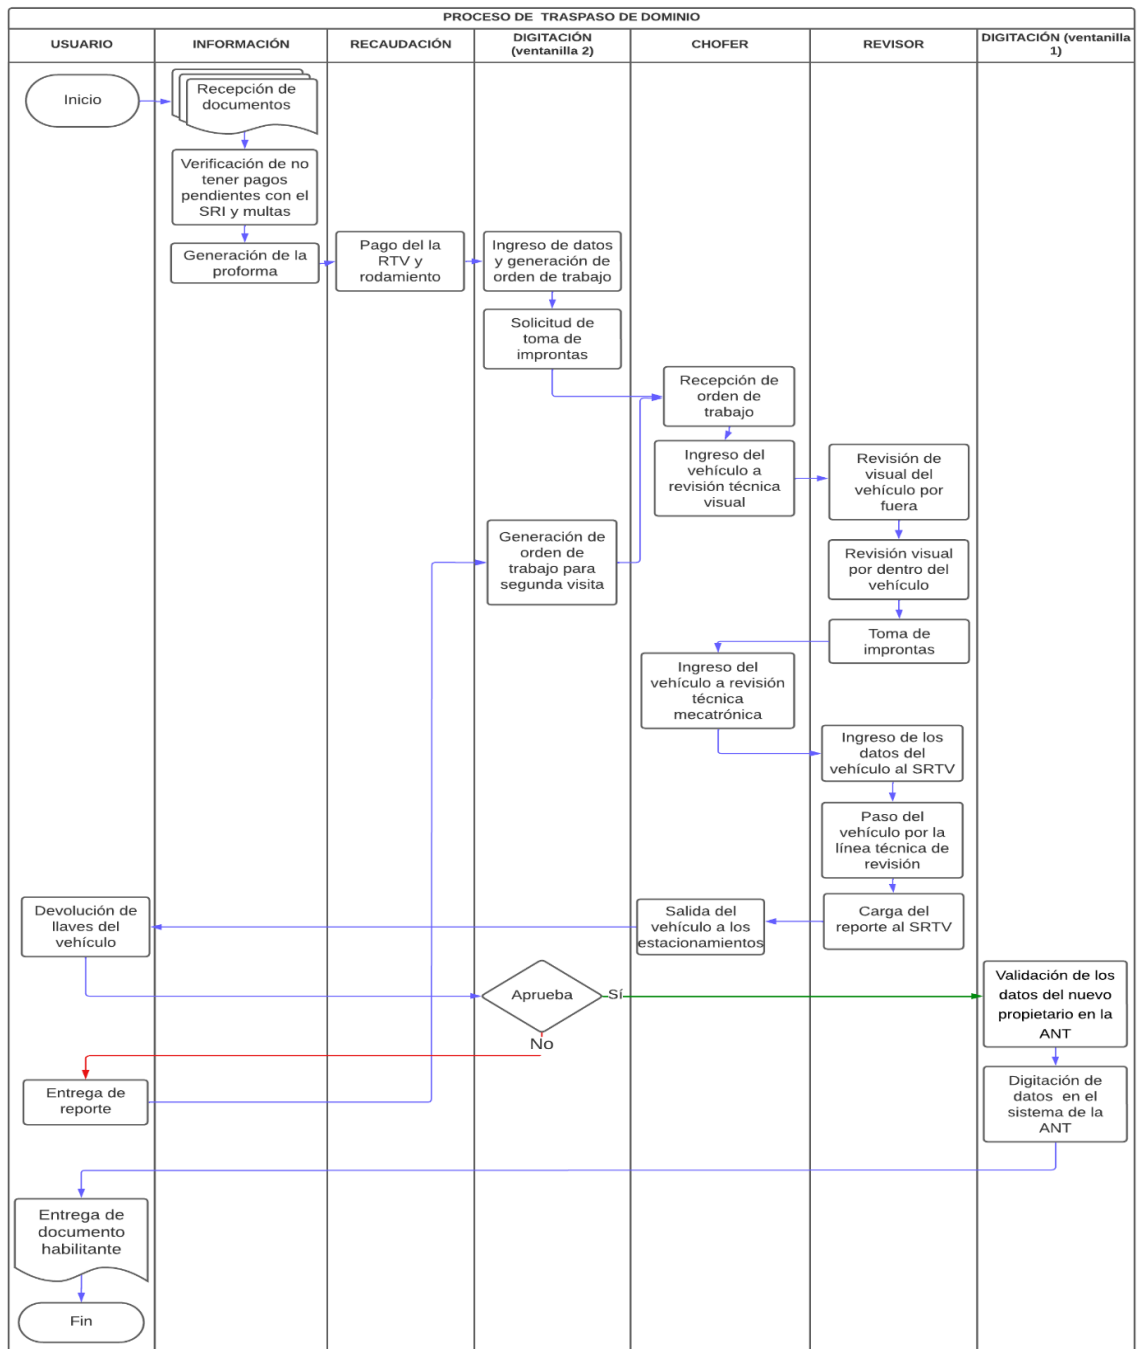 PROCESO DE TRASPASO DE DOMINIO
USUARIO
INFORMACIÓN
RECAUDACIÓN
DIGITACIÓN
(ventanilla 2)
CHOFER
REVISOR
DIGITACIÓN (ventanilla
1)
Inicio
Recepción de
documentos
Verificación de no
tener pagos
pendientes con el
SRI y multas
Generación de la
proforma
Pago del la
RTV y
rodamiento
Ingreso de datos
y generación de
orden de trabajo
Solicitud de
toma de
improntas
Recepción de
orden de
trabajo
Ingreso del
vehículo a
revisión técnica
visual
Revisión de
visual del
vehículo por
fuera
Generación de
orden de
trabajo para
segunda visita
Revisión visual
por dentro del
vehículo
Toma de
improntas
Ingreso del
vehículo a revisión
técnica
mecatrónica
Ingreso de los
datos del
vehículo al SRTV
Paso del
vehículo por la
línea técnica de
revisión
Carga del
reporte al SRTV
Salida del
vehículo a los
estacionamientos
Devolución de
llaves del
vehículo
Aprueba
Sí
No
Validación de los
datos del nuevo
propietario en la
ANT
Entrega de
reporte
Digitación de
datos en el
sistema de la
ANT
Entrega de
documento
habilitante
Fin